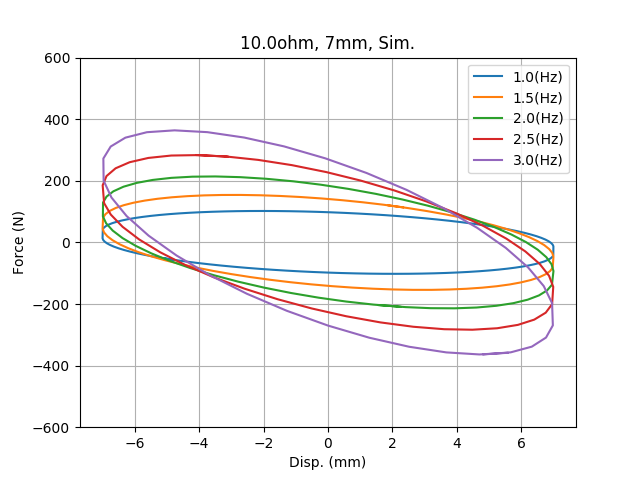 10.0ohm, 7mm, Sim.
600
400
200
0
−200
−400
−600
Force (N)
1.0(Hz)
1.5(Hz)
2.0(Hz)
2.5(Hz)
3.0(Hz)
−6 −4 −2 0 2 4 6
Disp. (mm)